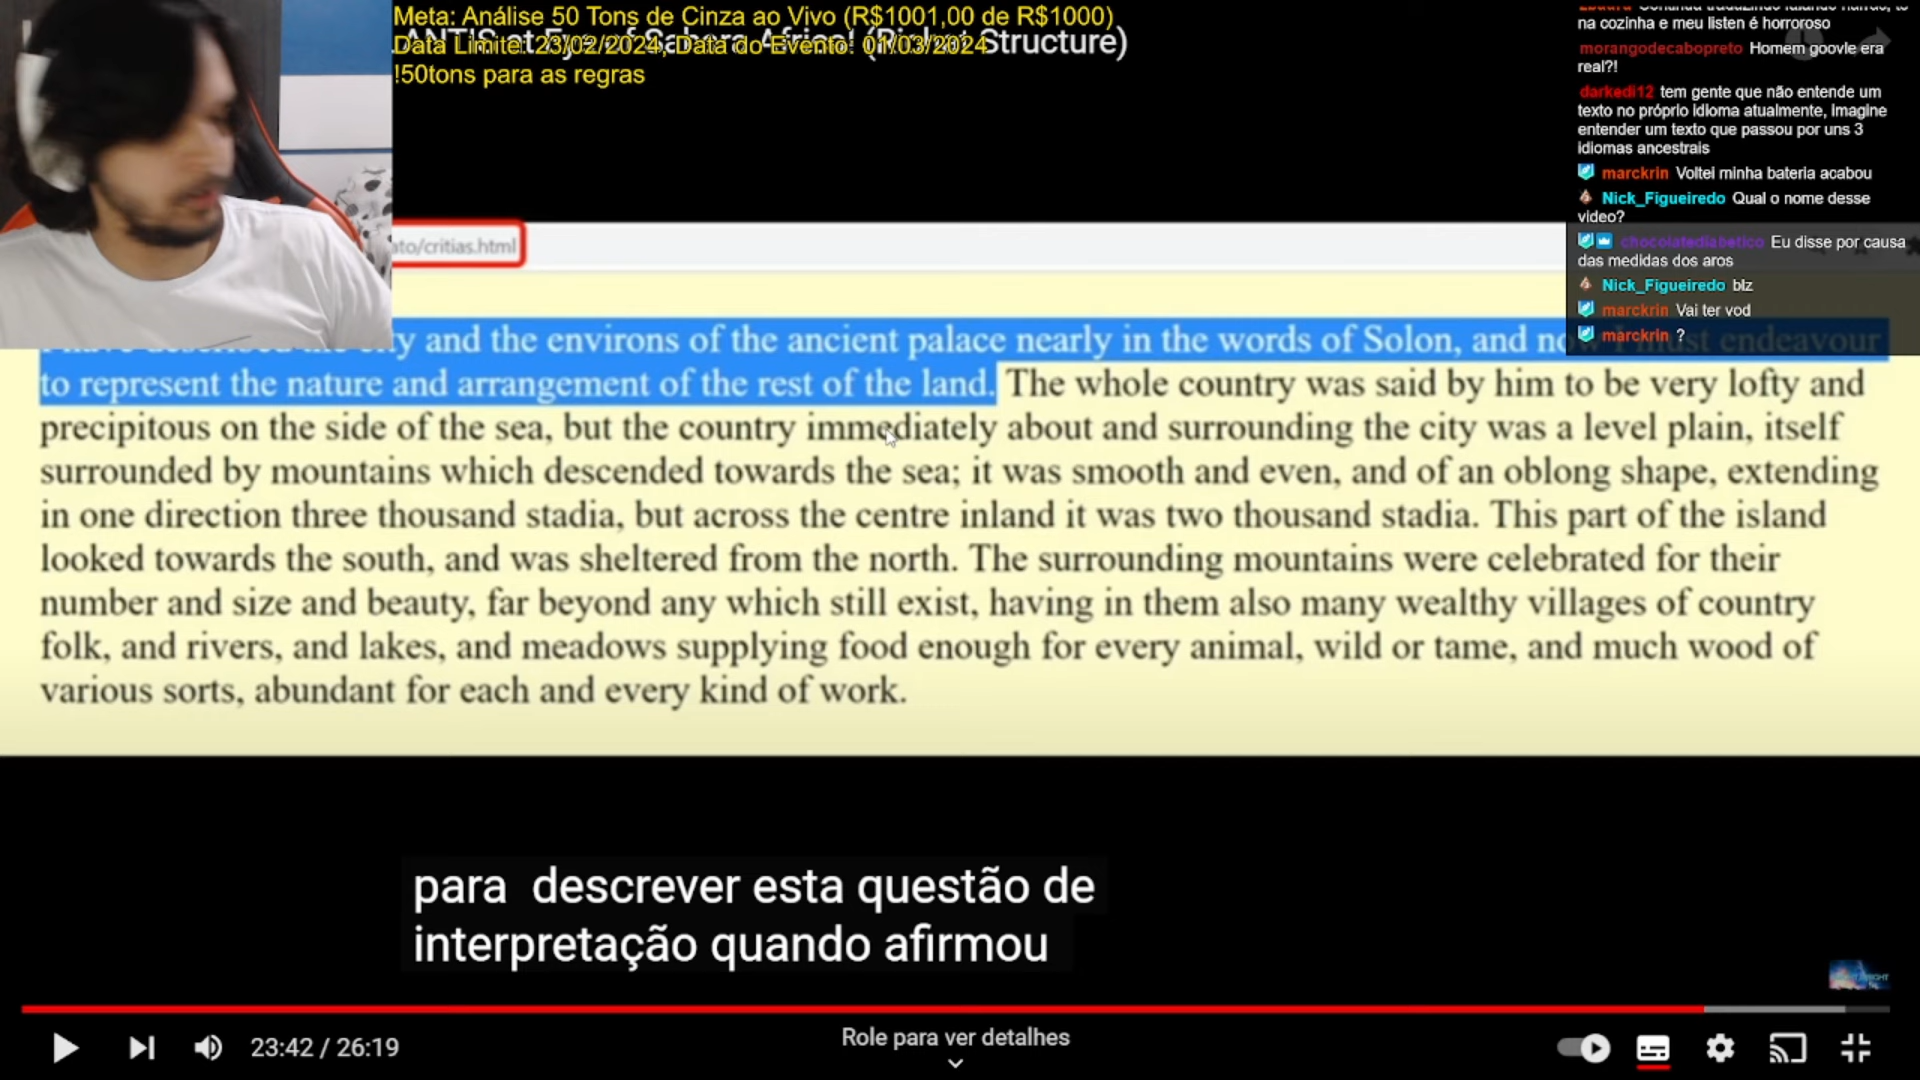 Meta: Análise 50 Tons de Cinza ao Vivo (R$1001,00 de R$1000)
Data Limite: 23/02/2024, Data do Evento: 01/03/2024
Structure)
!50tons para as regras
na cozinha e meu listen é horroroso
morangodecabopreto Homem goovle era
real?!
darkedi12 tem gente que não entende um
texto no próprio idioma atualmente, imagine
entender um texto que passou por uns 3
idiomas ancestrais
marckrin Voltei minha bateria acabou
Nick_Figueiredo Qual o nome desse
video?
chocolatediabetico Eu disse por causa
das medidas dos aros
Nick_Figueiredo blz
marckrin Vai ter vod
marckrin ?
ato/critias.html
and the environs of the ancient palace nearly in the words of Solon, and now I must endeavour
to represent the nature and arrangement of the rest of the land. The whole country was said by him to be very lofty and
precipitous on the side of the sea, but the country immediately about and surrounding the city was a level plain, itself
surrounded by mountains which descended towards the sea; it was smooth and even, and of an oblong shape, extending
in one direction three thousand stadia, but across the centre inland it was two thousand stadia. This part of the island
looked towards the south, and was sheltered from the north. The surrounding mountains were celebrated for their
number and size and beauty, far beyond any which still exist, having in them also many wealthy villages of country
folk, and rivers, and lakes, and meadows supplying food enough for every animal, wild or tame, and much wood of
various sorts, abundant for each and every kind of work.
para descrever esta questão de
interpretação quando afirmou
23:42 / 26:19
Role para ver detalhes